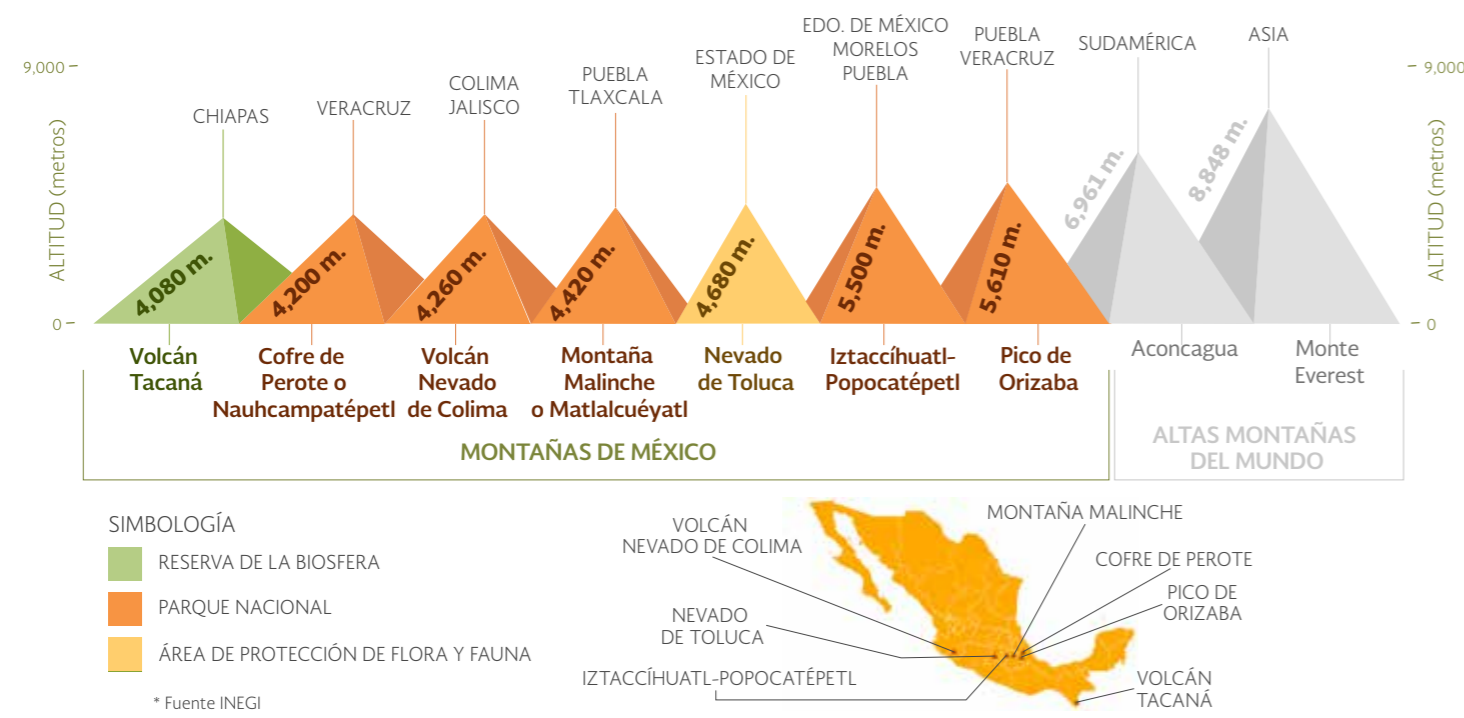 CHIAPAS
VERACRUZ
COLIMA
JALISCO
PUEBLA
TLAXCALA
ESTADO DE
MÉXICO
EDO. DE MÉXICO
MORELOS
PUEBLA
PUEBLA
VERACRUZ
SUDAMÉRICA
ASIA
9,000
0
ALTITUD (metros)
9,000
0
ALTITUD (metros)
4,080 m.
4,200 m.
4,260 m.
4,420 m.
4,680 m.
5,500 m.
5,610 m.
6,961 m.
8,848 m.
Volcán
Tacaná
Cofre de
Perote o
Nauhcampatépetl
Volcán
Nevado
de Colima
Montaña
Malinche
o Matlalcuéyatl
Nevado
de Toluca
Iztaccíhuatl-
Popocatépetl
Pico de
Orizaba
Aconcagua
Monte
Everest
MONTAÑAS DE MÉXICO
ALTAS MONTAÑAS
DEL MUNDO
SIMBOLOGÍA
RESERVA DE LA BIOSFERA
PARQUE NACIONAL
ÁREA DE PROTECCIÓN DE FLORA Y FAUNA
* Fuente INEGI
VOLCÁN
NEVADO DE COLIMA
NEVADO
DE TOLUCA
IZTACCÍHUATL-POPOCATÉPETL
MONTAÑA MALINCHE
COFRE DE PEROTE
PICO DE
ORIZABA
VOLCÁN
TACANÁ